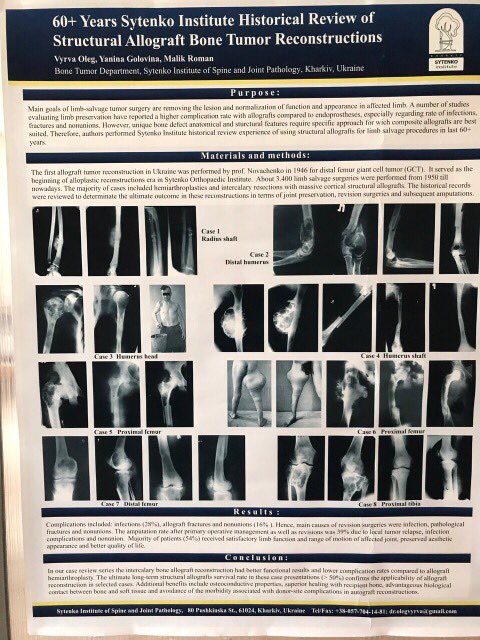 60+ Years Sytenko Institute Historical Review of
Structural Allograft Bone Tumor Reconstructions
Vyrva Oleg, Yanina Golovina, Malik Roman
Bone Tumor Department, Sytenko Institute of Spine and Joint Pathology, Kharkiv, Ukraine
SYTENKO
institute
Purpose:
Main goals of limb-salvage tumor surgery are removing the lesion and normalization of function and appearance in affected limb. A number of studies
evaluating limb preservation have reported a higher complication rate with allografts compared to endoprostheses, especially regarding rate of infections,
fractures and nonunions. However, unique bone defect anatomical and stuctural features require specific approach for wich composite allografts are best
suited. Therefore, authors performed Sytenko Institute historical review experience of using structural allografts for limb salvage procedures in last 60+
years.
Materials and methods:
The first allograft tumor reconstruction in Ukraine was performed by prof. Novachenko in 1946 for distal femur giant cell tumor (GCT). It served as the
beginning of alloplastic reconstructions era in Sytenko Orthopaedic Institute. About 3.400 limb salvage surgeries were performed from 1950 till
nowadays. The majority of cases included hemiarthroplasties and intercalary resections with massive cortical structural allografts. The historical records
were reviewed to determinate the ultimate outcome in these reconstructions in terms of joint preservation, revision surgeries and subsequent amputations.
Case 1
Radius shaft
Case 2
Distal humerus
Case 3 Humerus head
Case 4 Humerus shaft
Case 5 Proximal femur
Case 6 Proximal femur
Case 7 Distal femur
Case 8 Proximal tibia
Results:
Complications included: infections (28%), allograft fractures and nonunions (16% ). Hence, main causes of revision surgeries were infection, pathological
fractures and nonunions. The amputation rate after primary operative management as well as revisions was 39% due to local tumor relapse, infection
complications and nonunion. Majority of patients (54%) received satisfactory limb function and range of motion of affected joint, preserved aesthetic
appearance and better quality of life.
Conclusion:
In our case review series the intercalary bone allograft reconstruction had better functional results and lower complication rates compared to allograft
hemiarthroplasty. The ultimate long-term structural allografts survival rate in these case presentations (> 50%) confirms the applicability of allograft
reconstruction in selected cases. Additional benefits include osteoconductive properties, superior healing with recipient bone, advantageous biological
contact between bone and soft tissue and avoidance of the morbidity associated with donor-site complications in autograft reconstructions.
Sytenko Institute of Spine and Joint Pathology, 80 Pushkinska St., 61024, Kharkiv, Ukraine Tel/Fax: +38-057-704-14-81; dr.olegvyrva@gmail.com